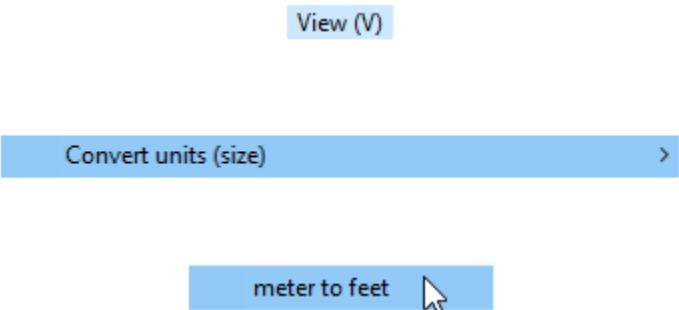 View (V)
Convert units (size)
meter to feet